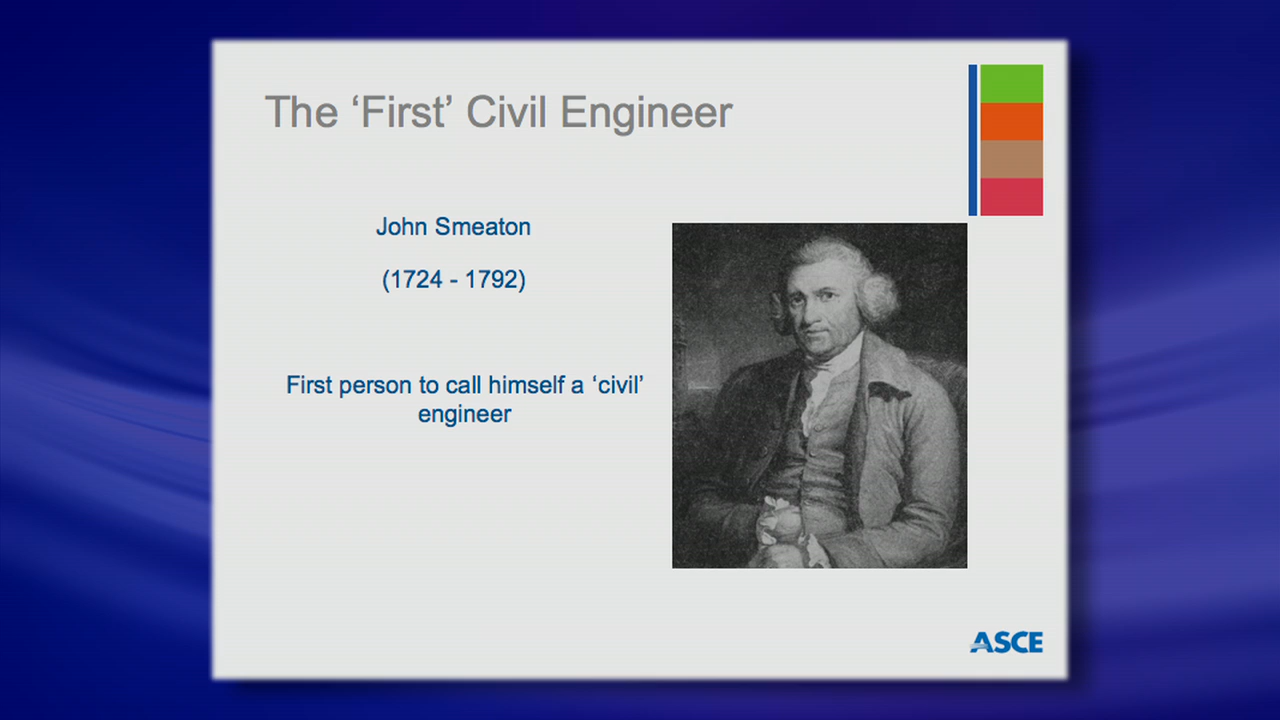 The ‘First’ Civil Engineer
John Smeaton
(1724 - 1792)
First person to call himself a ‘civil’
engineer
ASCE